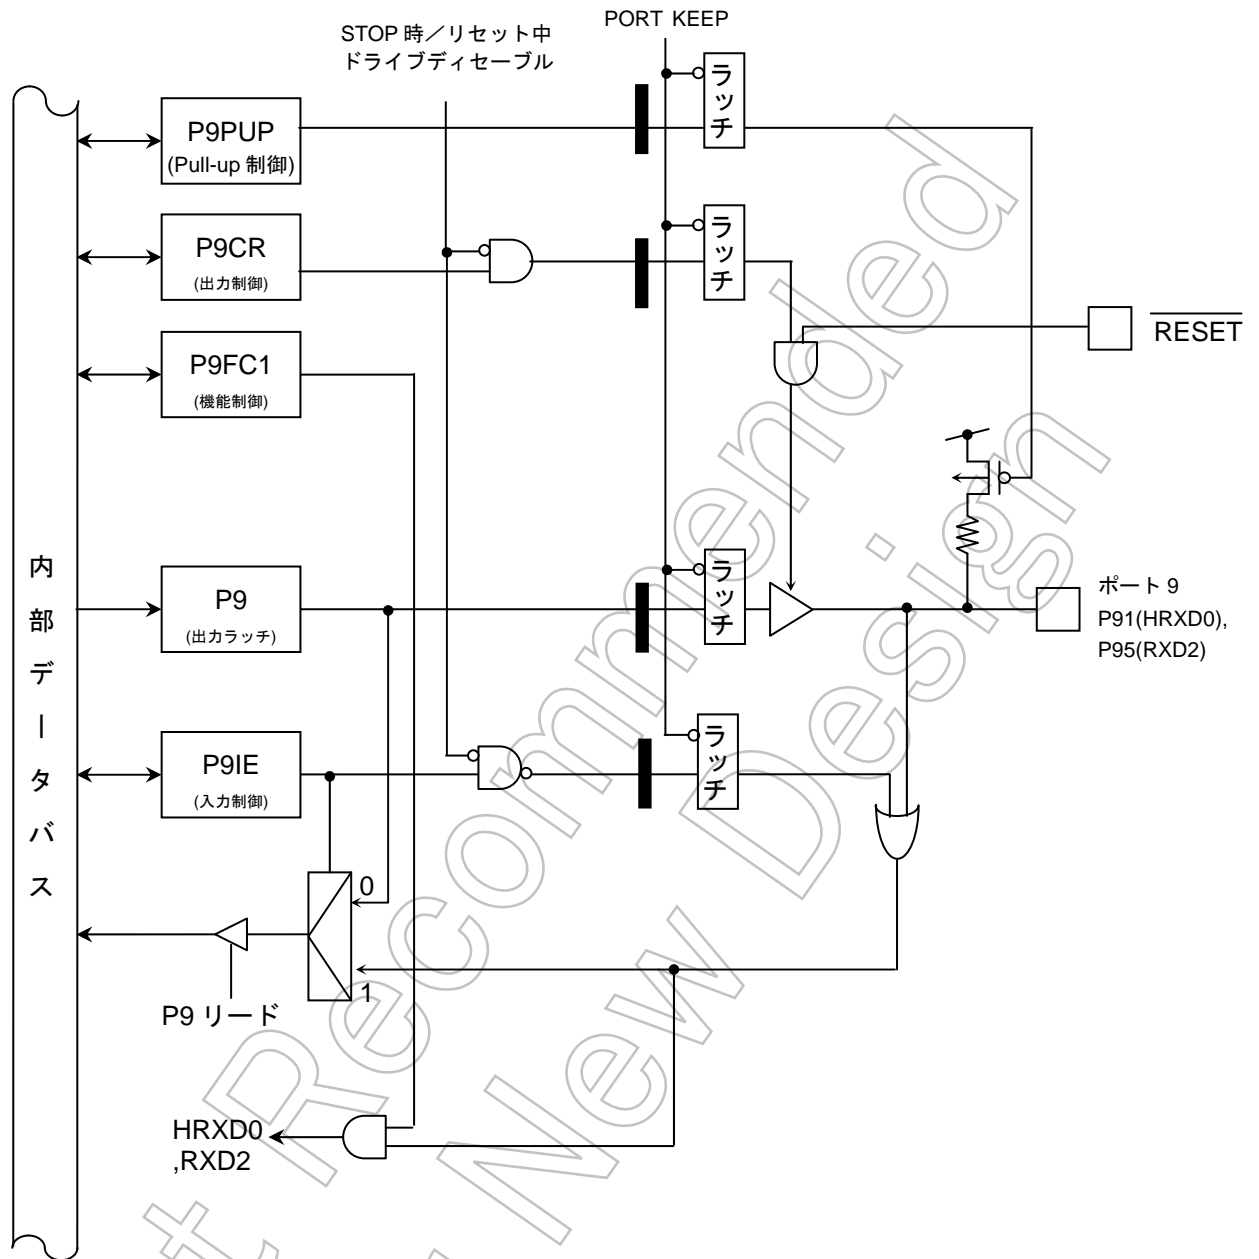 PORT KEEP
STOP 時／リセット中
ドライブディセーブル
ラッチ
P9PUP
(Pull-up 制御)
ラッチ
P9CR
(出力制御)
RESET
P9FC1
(機能制御)
内部データバス
ラッチ
P9
(出力ラッチ)
ポート 9
P91(HRXD0),
P95(RXD2)
ラッチ
P9IE
(入力制御)
0
1
P9 リード
HRXD0
,RXD2
Recommended
New Design